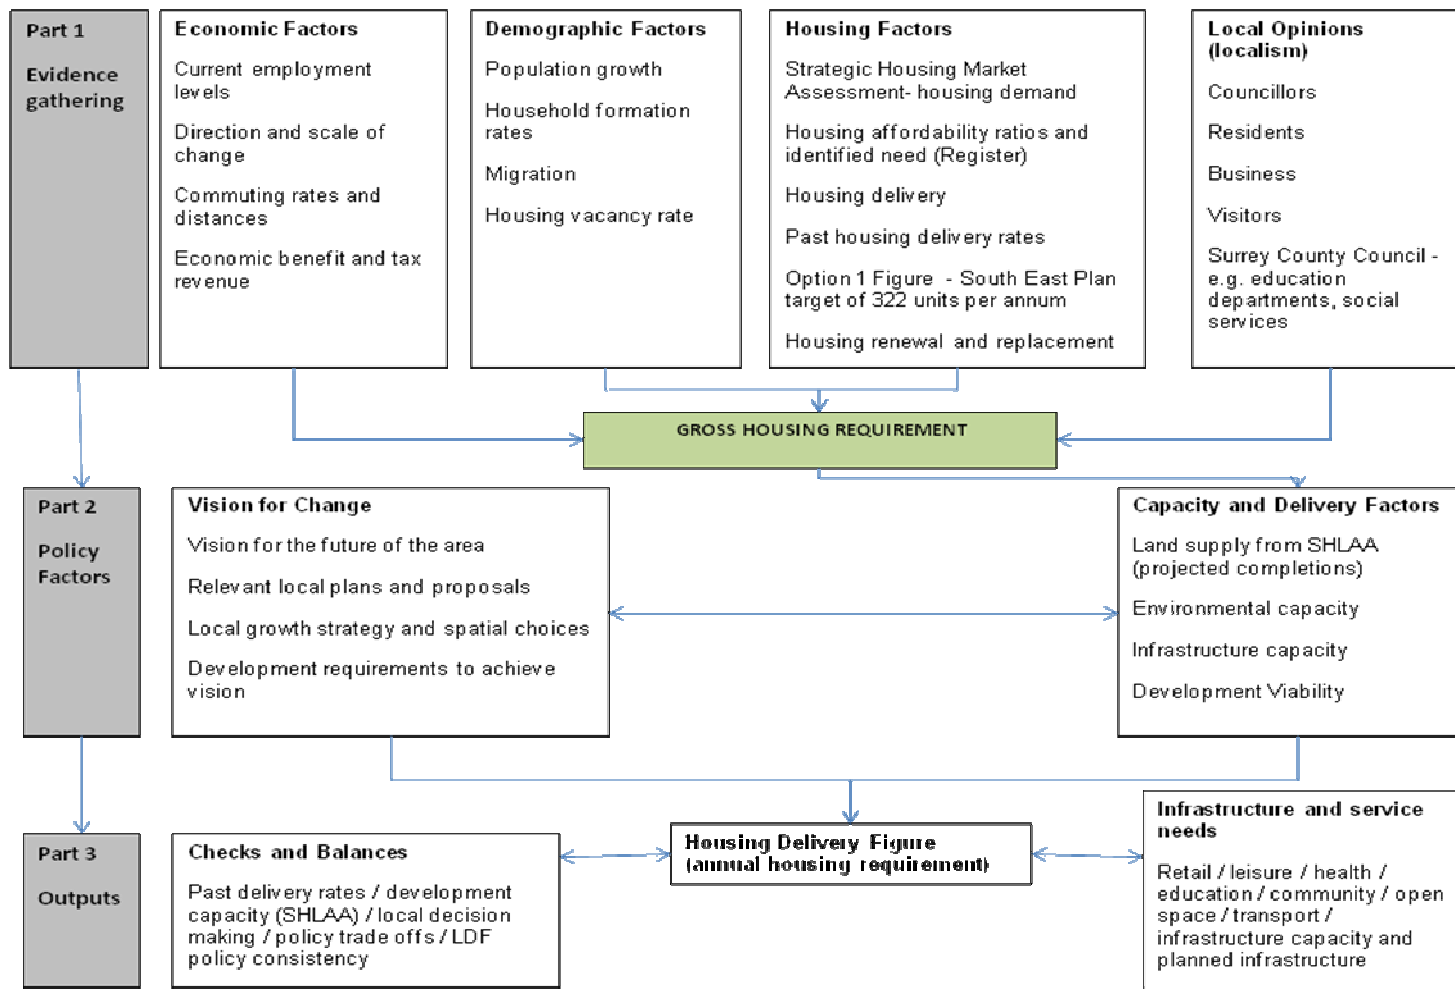 Part 1
Evidence
gathering
Economic Factors
Current employment
levels
Direction and scale of
change
Commuting rates and
distances
Economic benefit and tax
revenue
Demographic Factors
Population growth
Household formation
rates
Migration
Housing vacancy rate
Housing Factors
Strategic Housing Market
Assessment- housing demand
Housing affordability ratios and
identified need (Register)
Housing delivery
Past housing delivery rates
Option 1 Figure - South East Plan
target of 322 units per annum
Housing renewal and replacement
Local Opinions
(localism)
Councillors
Residents
Business
Visitors
Surrey County Council -
e.g. education
departments, social
services
GROSS HOUSING REQUIREMENT
Part 2
Policy
Factors
Vision for Change
Vision for the future of the area
Relevant local plans and proposals
Local growth strategy and spatial choices
Development requirements to achieve
vision
Capacity and Delivery Factors
Land supply from SHLAA
(projected completions)
Environmental capacity
Infrastructure capacity
Development Viability
Part 3
Outputs
Checks and Balances
Past delivery rates / development
capacity (SHLAA) / local decision
making / policy trade offs / LDF
policy consistency
Housing Delivery Figure
(annual housing requirement)
Infrastructure and service
needs
Retail / leisure / health /
education / community / open
space / transport /
infrastructure capacity and
planned infrastructure